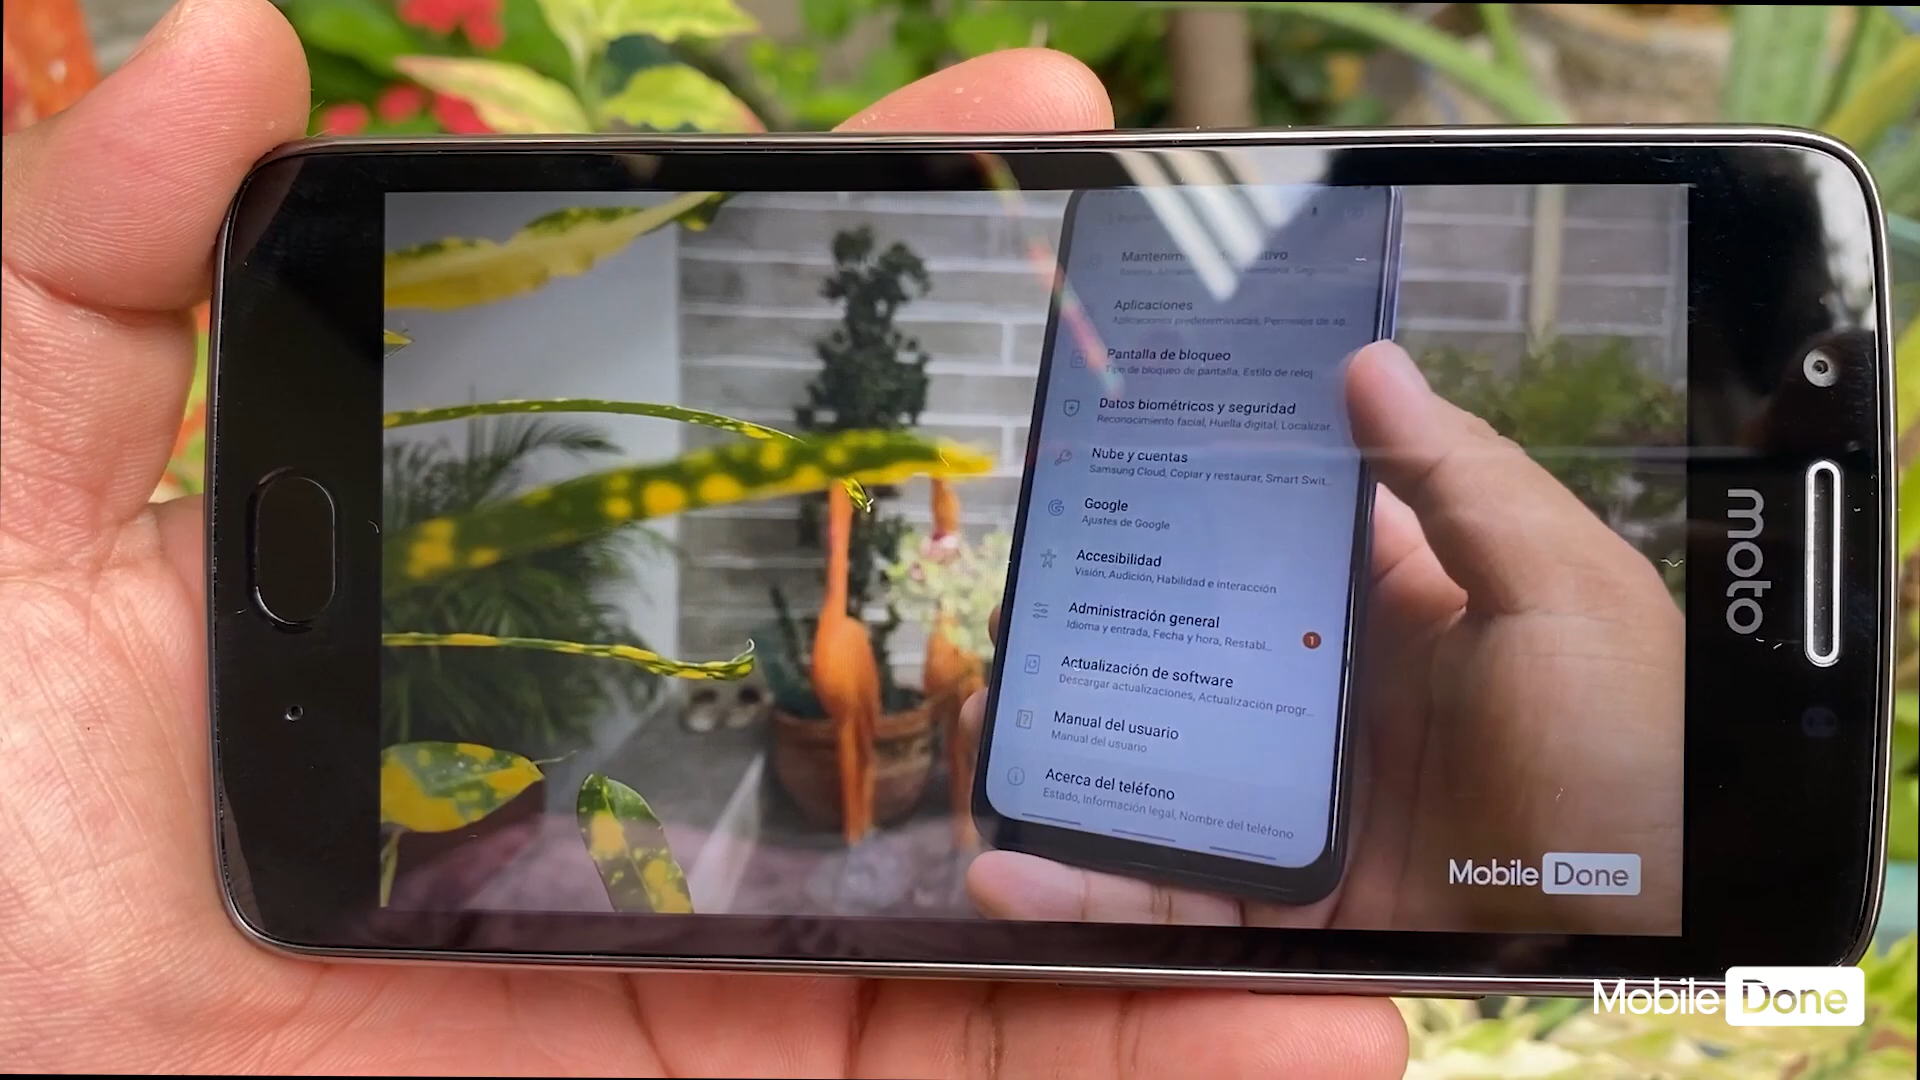 Aplicaciones
Aplicaciones predeterminadas, Permisos de ap...
Pantalla de bloqueo
Tipo de bloqueo de pantalla, Estilo de reloj
Datos biométricos y seguridad
Reconocimiento facial, Huella digital, Localizar...
Nube y cuentas
Samsung Cloud, Copiar y restaurar, Smart Swit...
Google
Ajustes de Google
Accesibilidad
Visión, Audición, Habilidad e interacción
Administración general
Idioma y entrada, Fecha y hora, Restabl...
1
Actualización de software
Descargar actualizaciones, Actualización progr...
Manual del usuario
Manual del usuario
Acerca del teléfono
Estado, Información legal, Nombre del teléfono
Mobile Done
moto
Mobile Done